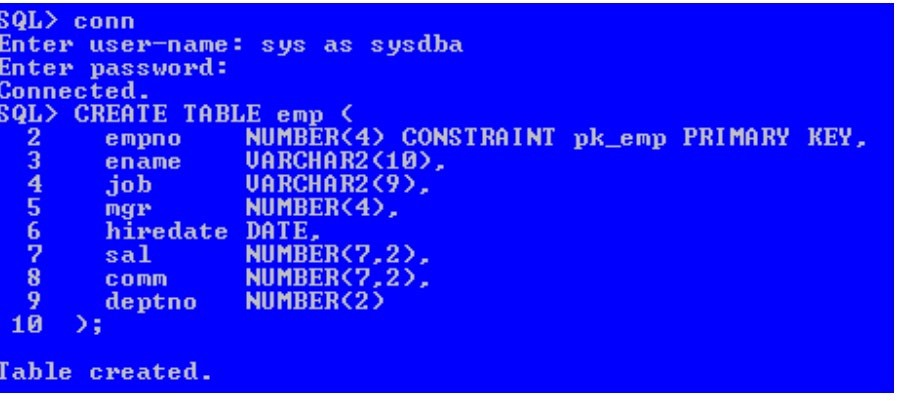 SQL> conn
Enter user-name: sys as sysdba
Enter password:
Connected.
SQL> CREATE TABLE emp (
  2    empno    NUMBER(4) CONSTRAINT pk_emp PRIMARY KEY,
  3    ename    VARCHAR2(10),
  4    job      VARCHAR2(9),
  5    mgr      NUMBER(4),
  6    hiredate DATE,
  7    sal      NUMBER(7,2),
  8    comm     NUMBER(7,2),
  9    deptno   NUMBER(2)
 10  );
Table created.